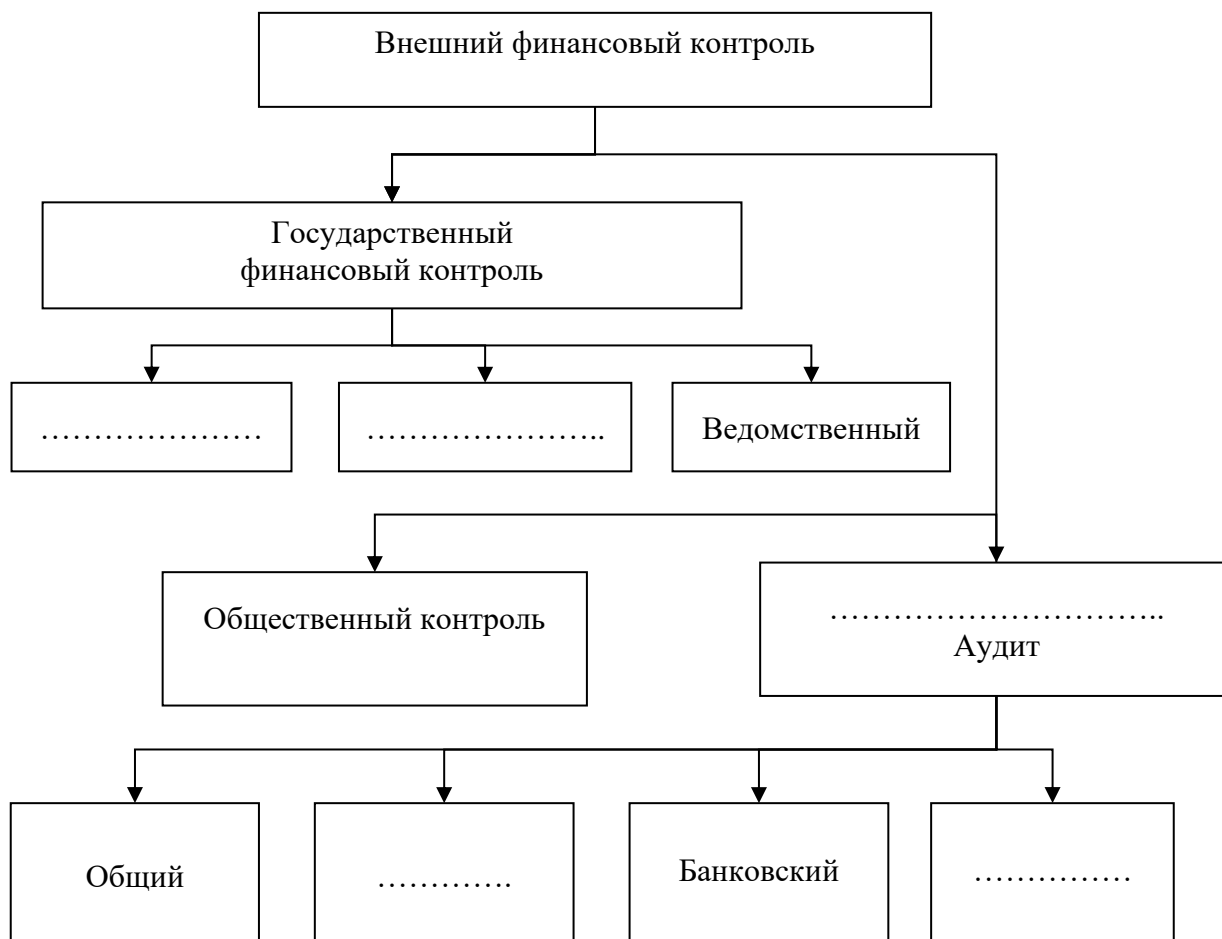 Внешний финансовый контроль
Государственный
финансовый контроль
…………………
…………………..
Ведомственный
Общественный контроль
…………………………..
Аудит
Общий
………….
Банковский
……………